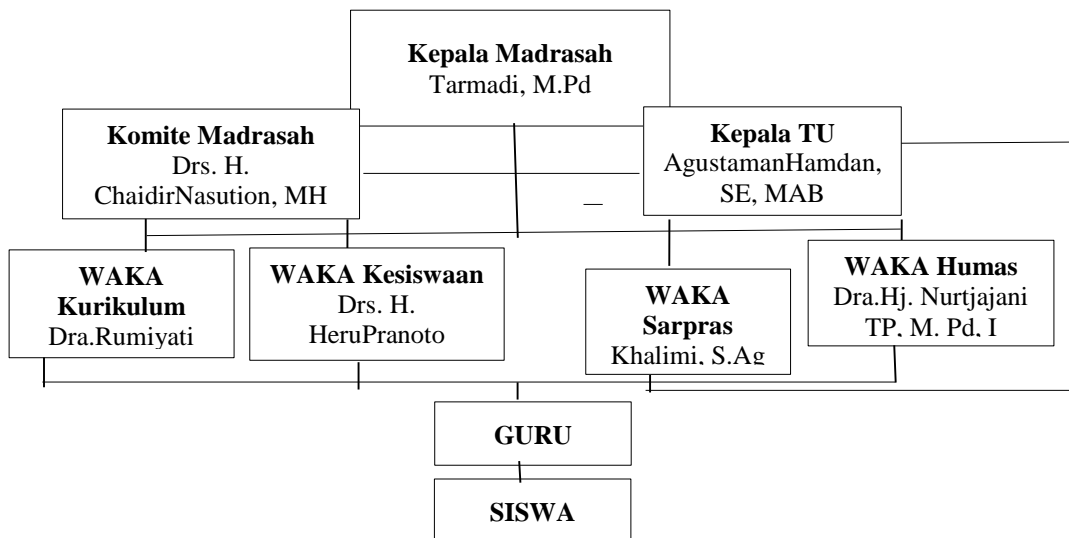 Kepala Madrasah
Tarmadi, M.Pd
Komite Madrasah
Drs. H.
ChaidirNasution, MH
Kepala TU
AgustamanHamdan,
SE, MAB
WAKA
Kurikulum
Dra.Rumiyati
WAKA Kesiswaan
Drs. H.
HeruPranoto
WAKA
Sarpras
Khalimi, S.Ag
WAKA Humas
Dra.Hj. Nurtjajani
TP, M. Pd, I
GURU
SISWA